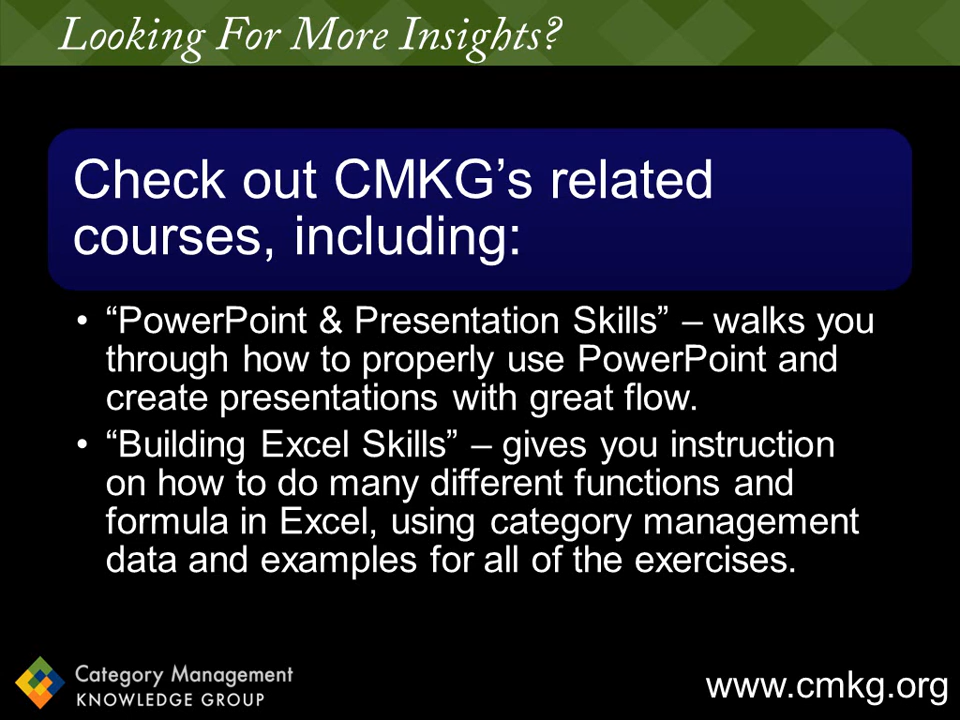 Looking For More Insights?
Check out CMKG’s related
courses, including:
• “PowerPoint & Presentation Skills” – walks you
through how to properly use PowerPoint and
create presentations with great flow.
• “Building Excel Skills” – gives you instruction
on how to do many different functions and
formula in Excel, using category management
data and examples for all of the exercises.
Category Management
KNOWLEDGE GROUP
www.cmkg.org